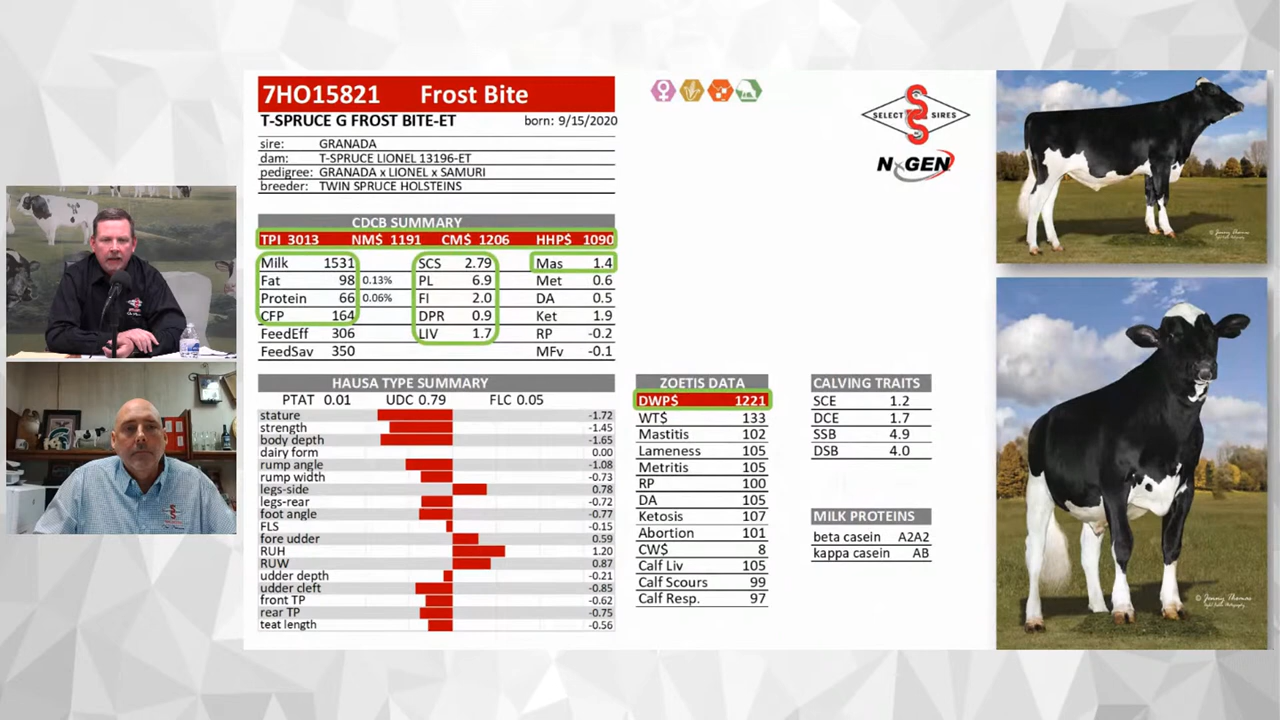 7HO15821 Frost Bite
T-SPRUCE G FROST BITE-ET born: 9/15/2020
sire: GRANADA
dam: T-SPRUCE LIONEL 13196-ET
pedigree: GRANADA x LIONEL x SAMURI
breeder: TWIN SPRUCE HOLSTEINS
SELECT SIRES
NxGEN
CDCB SUMMARY
TPI 3013 NM$ 1191 CM$ 1206 HHP$ 1090
Milk 1531 SCS 2.79 Mas 1.4
Fat 98 0.13% PL 6.9 Met 0.6
Protein 66 0.06% FI 2.0 DA 0.5
CFP 164 DPR 0.9 Ket 1.9
FeedEff 306 LIV 1.7 RP -0.2
FeedSav 350 MFv -0.1
HAUSA TYPE SUMMARY
PTAT 0.01 UDC 0.79 FLC 0.05
stature -1.72
strength -1.45
body depth -1.65
dairy form 0.00
rump angle -1.08
rump width -0.73
legs-side 0.78
legs-rear -0.72
foot angle -0.77
FLS -0.15
fore udder 0.59
RUH 1.20
RUW 0.87
udder depth -0.21
udder cleft -0.85
front TP -0.62
rear TP -0.75
teat length -0.56
ZOETIS DATA
DWP$ 1221
WT$ 133
Mastitis 102
Lameness 105
Metritis 105
RP 100
DA 105
Ketosis 107
Abortion 101
CW$ 8
Calf Liv 105
Calf Scours 99
Calf Resp. 97
CALVING TRAITS
SCE 1.2
DCE 1.7
SSB 4.9
DSB 4.0
MILK PROTEINS
beta casein A2A2
kappa casein AB
© Jenny Thomas
© Jenny Thomas